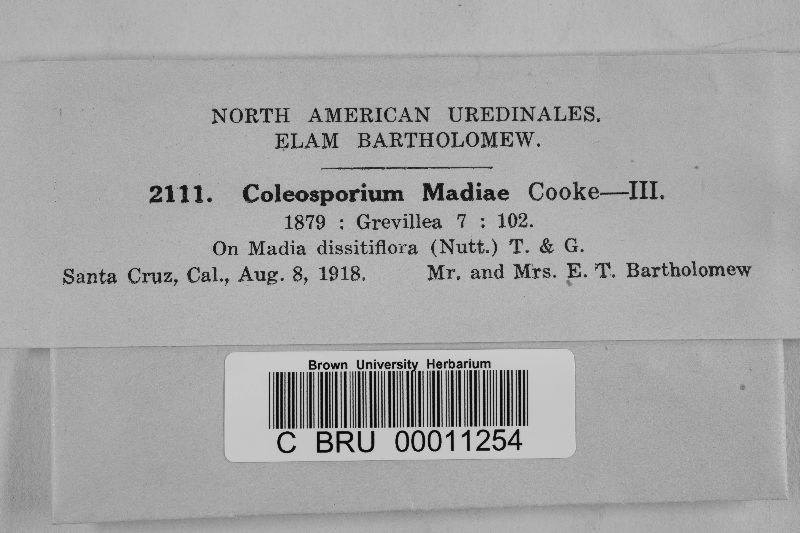 NORTH AMERICAN UREDINALES.
ELAM BARTHOLOMEW.
2111. Coleosporium Madiae Cooke—III.
1879 : Grevillea 7 : 102.
On Madia dissitiflora (Nutt.) T. & G.
Santa Cruz, Cal., Aug. 8, 1918. Mr. and Mrs. E. T. Bartholomew
Brown University Herbarium
C BRU 00011254